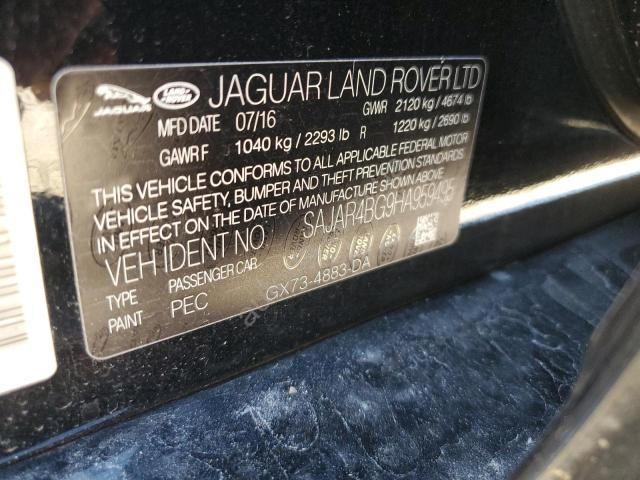 JAGUAR LAND ROVER JAGUAR LAND ROVER LTD
MFD DATE 07/16 GWR 2120 kg / 4674 lb
GAWR F 1040 kg / 2293 lb R 1220 kg / 2690 lb
THIS VEHICLE CONFORMS TO ALL APPLICABLE FEDERAL MOTOR
VEHICLE SAFETY, BUMPER AND THEFT PREVENTION STANDARDS
IN EFFECT ON THE DATE OF MANUFACTURE SHOWN ABOVE.
VEH IDENT NO. SAJAR4BG9HA959495
TYPE PASSENGER CAR
PAINT PEC GX73-4883-DA